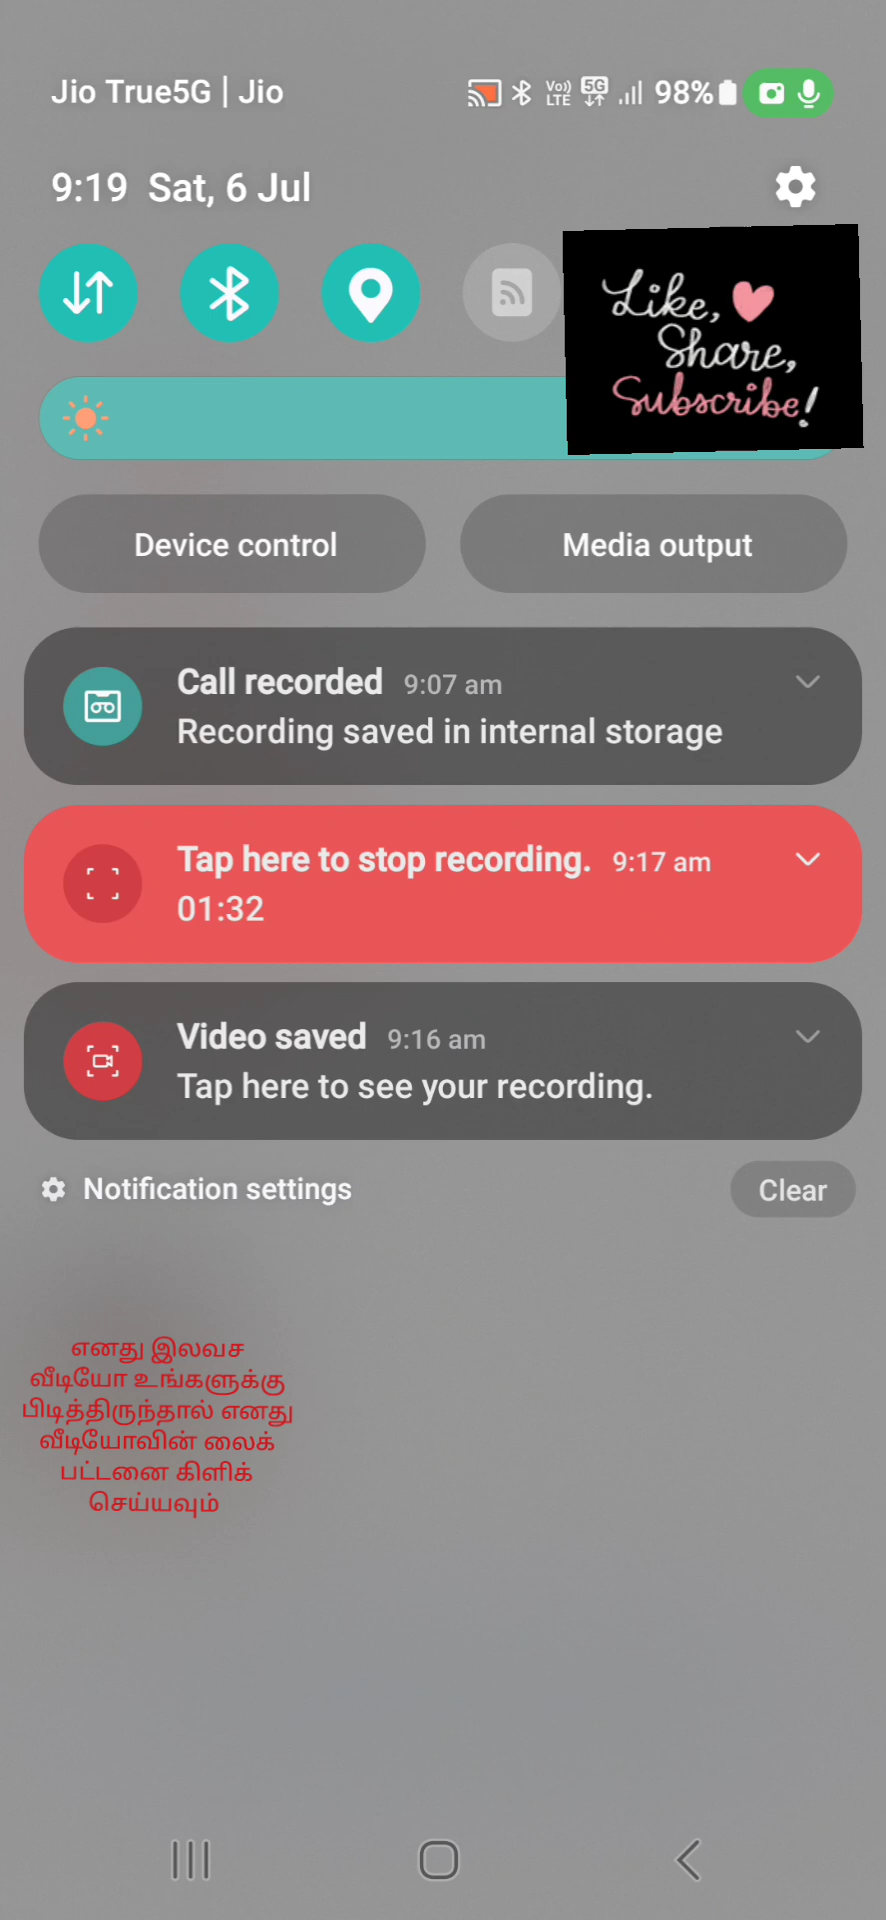 Jio True5G | Jio
Vo)) LTE 5G 98%
9:19 Sat, 6 Jul
Like,
Share,
Subscribe!
Device control
Media output
Call recorded 9:07 am
Recording saved in internal storage
Tap here to stop recording. 9:17 am
01:32
Video saved 9:16 am
Tap here to see your recording.
Notification settings
Clear
எனது இலவச
வீடியோ உங்களுக்கு
பிடித்திருந்தால் எனது
வீடியோவின் லைக்
பட்டனை கிளிக்
செய்யவும்